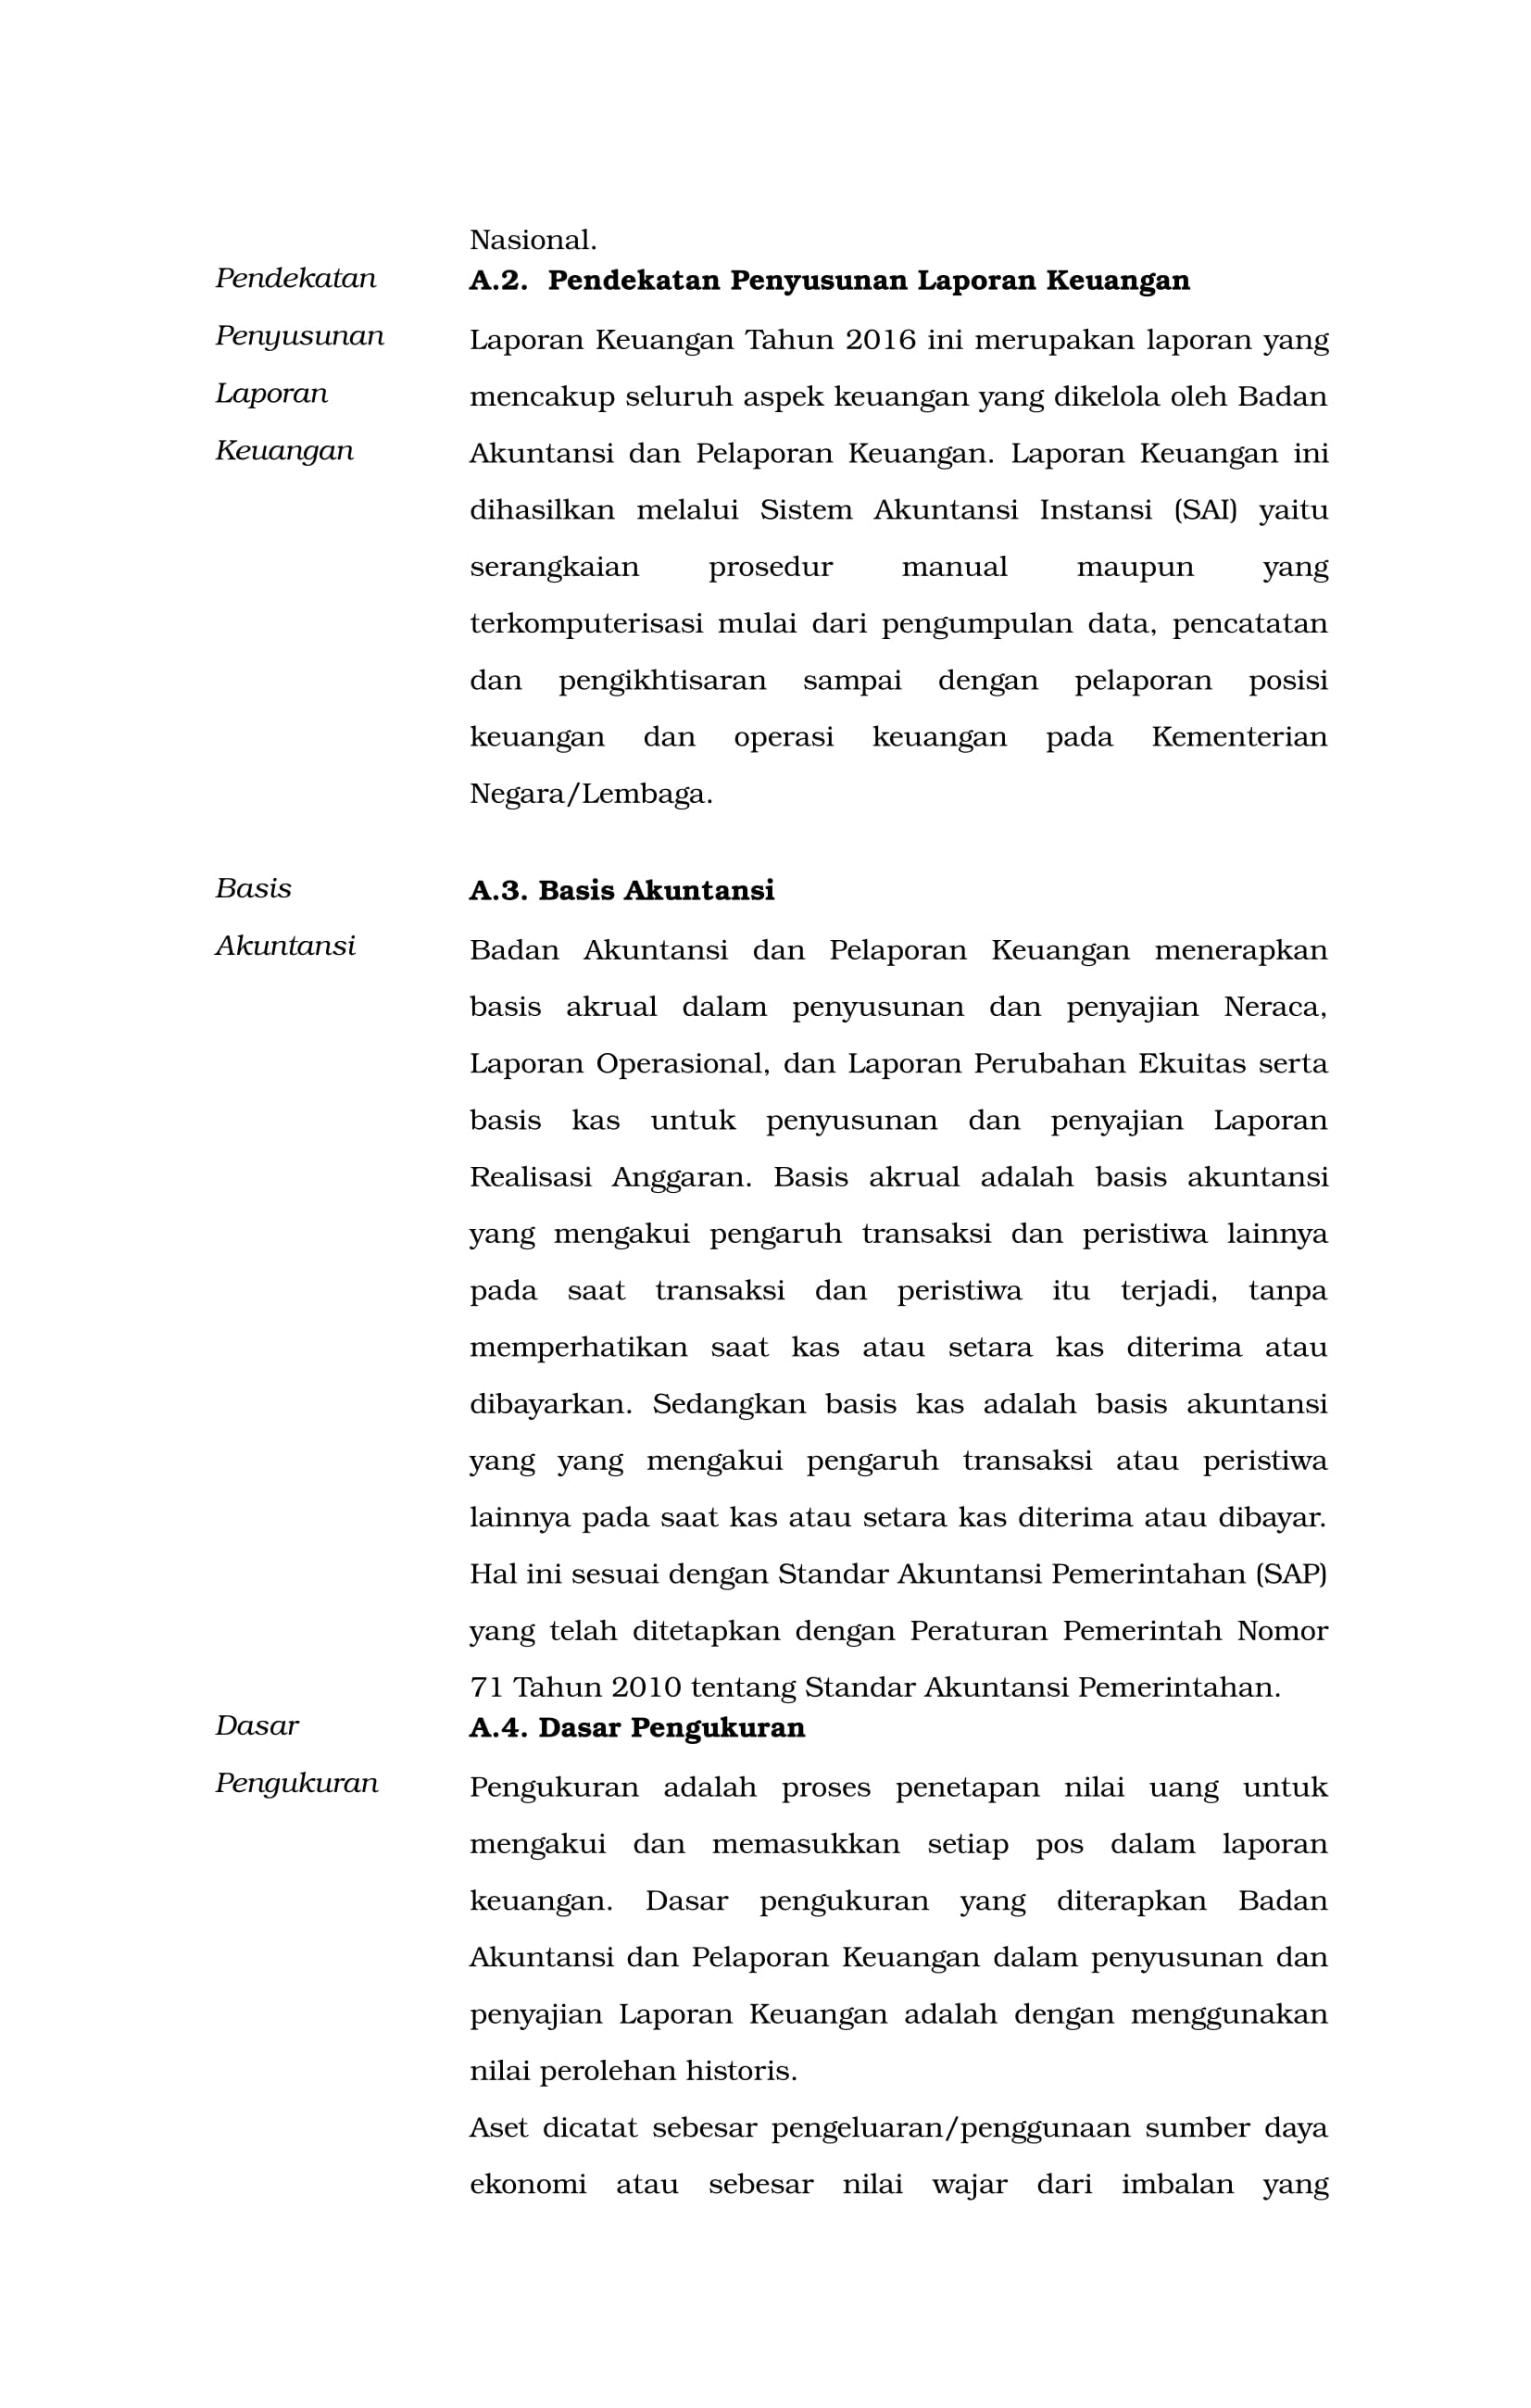 Nasional.
Pendekatan
Penyusunan
Laporan
Keuangan
A.2. Pendekatan Penyusunan Laporan Keuangan
Laporan Keuangan Tahun 2016 ini merupakan laporan yang
mencakup seluruh aspek keuangan yang dikelola oleh Badan
Akuntansi dan Pelaporan Keuangan. Laporan Keuangan ini
dihasilkan melalui Sistem Akuntansi Instansi (SAI) yaitu
serangkaian prosedur manual maupun yang
terkomputerisasi mulai dari pengumpulan data, pencatatan
dan pengikhtisaran sampai dengan pelaporan posisi
keuangan dan operasi keuangan pada Kementerian
Negara/Lembaga.
Basis
Akuntansi
A.3. Basis Akuntansi
Badan Akuntansi dan Pelaporan Keuangan menerapkan
basis akrual dalam penyusunan dan penyajian Neraca,
Laporan Operasional, dan Laporan Perubahan Ekuitas serta
basis kas untuk penyusunan dan penyajian Laporan
Realisasi Anggaran. Basis akrual adalah basis akuntansi
yang mengakui pengaruh transaksi dan peristiwa lainnya
pada saat transaksi dan peristiwa itu terjadi, tanpa
memperhatikan saat kas atau setara kas diterima atau
dibayarkan. Sedangkan basis kas adalah basis akuntansi
yang yang mengakui pengaruh transaksi atau peristiwa
lainnya pada saat kas atau setara kas diterima atau dibayar.
Hal ini sesuai dengan Standar Akuntansi Pemerintahan (SAP)
yang telah ditetapkan dengan Peraturan Pemerintah Nomor
71 Tahun 2010 tentang Standar Akuntansi Pemerintahan.
Dasar
Pengukuran
A.4. Dasar Pengukuran
Pengukuran adalah proses penetapan nilai uang untuk
mengakui dan memasukkan setiap pos dalam laporan
keuangan. Dasar pengukuran yang diterapkan Badan
Akuntansi dan Pelaporan Keuangan dalam penyusunan dan
penyajian Laporan Keuangan adalah dengan menggunakan
nilai perolehan historis.
Aset dicatat sebesar pengeluaran/penggunaan sumber daya
ekonomi atau sebesar nilai wajar dari imbalan yang